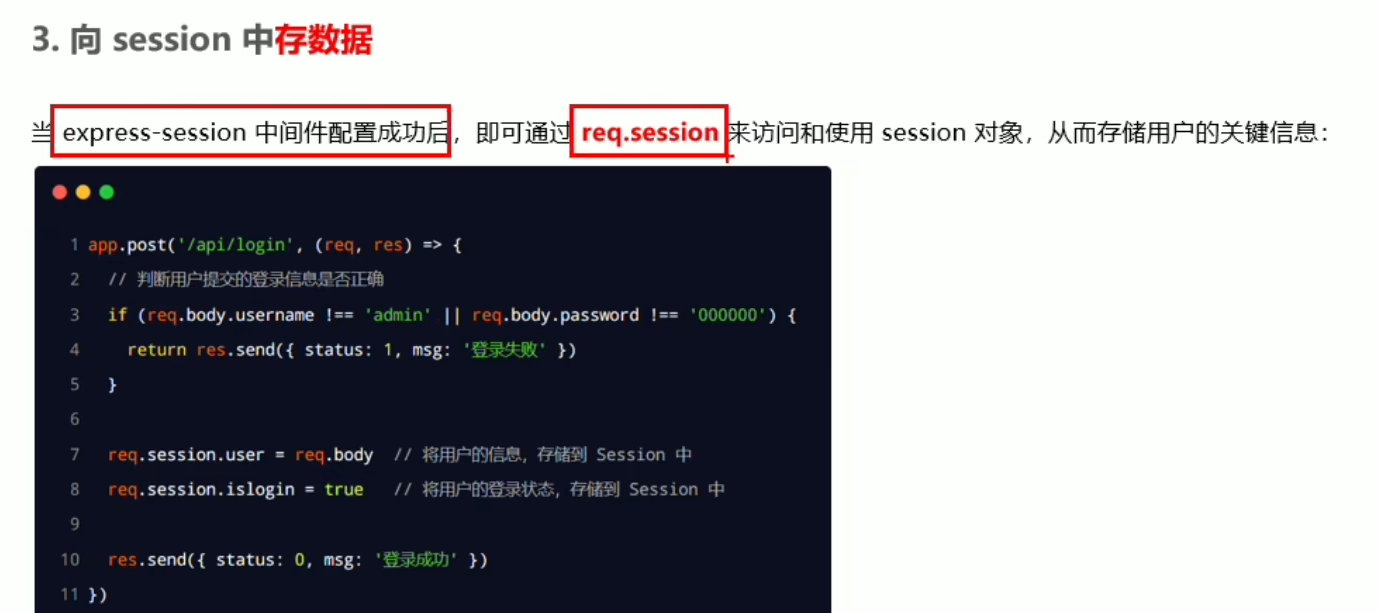 3. 向 session 中存数据
当 express-session 中间件配置成功后，即可通过 req.session 来访问和使用 session 对象，从而存储用户的关键信息：
1 app.post('/api/login', (req, res) => {
2 // 判断用户提交的登录信息是否正确
3 if (req.body.username !== 'admin' || req.body.password !== '000000') {
4 return res.send({ status: 1, msg: '登录失败' })
5 }
6
7 req.session.user = req.body // 将用户的信息，存储到 Session 中
8 req.session.islogin = true // 将用户的登录状态，存储到 Session 中
9
10 res.send({ status: 0, msg: '登录成功' })
11 })